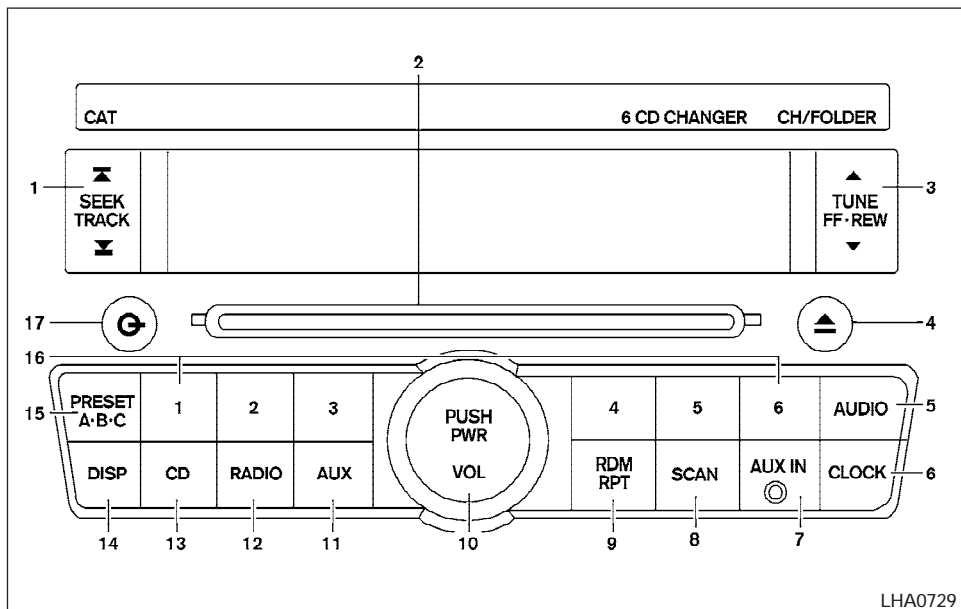 2
CAT 6 CD CHANGER CH/FOLDER
1 SEEK TRACK
TUNE FF·REW 3
17 4
16
15 PRESET A·B·C 1 2 3 PUSH PWR 4 5 6 AUDIO 5
DISP CD RADIO AUX VOL RDM RPT SCAN AUX IN CLOCK 6
14 13 12 11 10 9 8 7
LHA0729